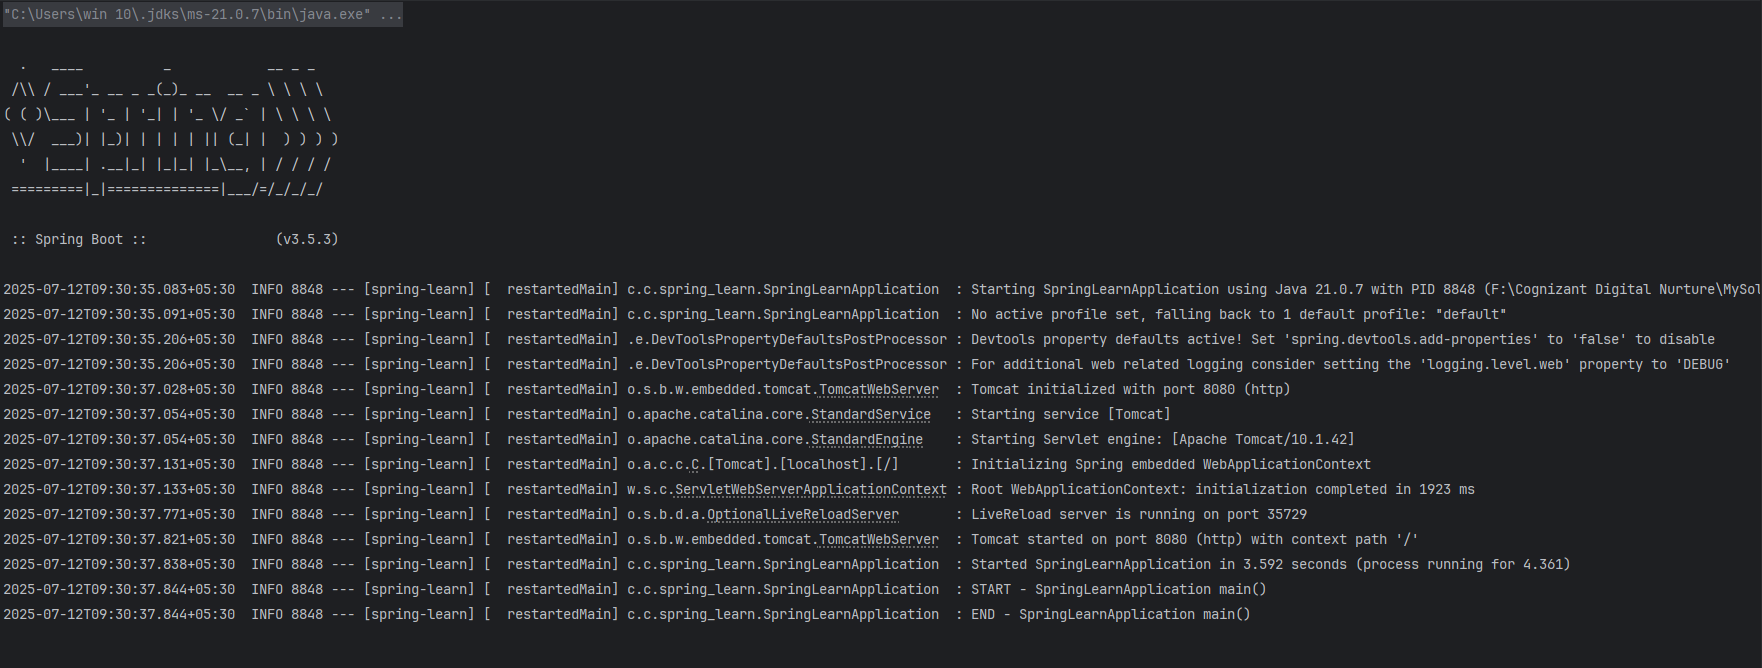 "C:\Users\win 10\.jdks\ms-21.0.7\bin\java.exe" ...
  .   ____          _            __ _ _
 /\\ / ___'_ __ _ _(_)_ __  __ _ \ \ \ \
( ( )\___ | '_ | '_| | '_ \/ _` | \ \ \ \
 \\/  ___)| |_)| | | | | || (_| |  ) ) ) )
  '  |____| .__|_| |_|_| |_\__, | / / / /
 =========|_|==============|___/=/_/_/_/
 :: Spring Boot ::                (v3.5.3)
2025-07-12T09:30:35.083+05:30  INFO 8848 --- [spring-learn] [  restartedMain] c.c.spring_learn.SpringLearnApplication  : Starting SpringLearnApplication using Java 21.0.7 with PID 8848 (F:\Cognizant Digital Nurture\MySol
2025-07-12T09:30:35.091+05:30  INFO 8848 --- [spring-learn] [  restartedMain] c.c.spring_learn.SpringLearnApplication  : No active profile set, falling back to 1 default profile: "default"
2025-07-12T09:30:35.206+05:30  INFO 8848 --- [spring-learn] [  restartedMain] .e.DevToolsPropertyDefaultsPostProcessor : Devtools property defaults active! Set 'spring.devtools.add-properties' to 'false' to disable
2025-07-12T09:30:35.206+05:30  INFO 8848 --- [spring-learn] [  restartedMain] .e.DevToolsPropertyDefaultsPostProcessor : For additional web related logging consider setting the 'logging.level.web' property to 'DEBUG'
2025-07-12T09:30:37.028+05:30  INFO 8848 --- [spring-learn] [  restartedMain] o.s.b.w.embedded.tomcat.TomcatWebServer  : Tomcat initialized with port 8080 (http)
2025-07-12T09:30:37.054+05:30  INFO 8848 --- [spring-learn] [  restartedMain] o.apache.catalina.core.StandardService   : Starting service [Tomcat]
2025-07-12T09:30:37.054+05:30  INFO 8848 --- [spring-learn] [  restartedMain] o.apache.catalina.core.StandardEngine    : Starting Servlet engine: [Apache Tomcat/10.1.42]
2025-07-12T09:30:37.131+05:30  INFO 8848 --- [spring-learn] [  restartedMain] o.a.c.c.C.[Tomcat].[localhost].[/]       : Initializing Spring embedded WebApplicationContext
2025-07-12T09:30:37.133+05:30  INFO 8848 --- [spring-learn] [  restartedMain] w.s.c.ServletWebServerApplicationContext : Root WebApplicationContext: initialization completed in 1923 ms
2025-07-12T09:30:37.771+05:30  INFO 8848 --- [spring-learn] [  restartedMain] o.s.b.d.a.OptionalLiveReloadServer       : LiveReload server is running on port 35729
2025-07-12T09:30:37.821+05:30  INFO 8848 --- [spring-learn] [  restartedMain] o.s.b.w.embedded.tomcat.TomcatWebServer  : Tomcat started on port 8080 (http) with context path '/'
2025-07-12T09:30:37.838+05:30  INFO 8848 --- [spring-learn] [  restartedMain] c.c.spring_learn.SpringLearnApplication  : Started SpringLearnApplication in 3.592 seconds (process running for 4.361)
2025-07-12T09:30:37.844+05:30  INFO 8848 --- [spring-learn] [  restartedMain] c.c.spring_learn.SpringLearnApplication  : START - SpringLearnApplication main()
2025-07-12T09:30:37.844+05:30  INFO 8848 --- [spring-learn] [  restartedMain] c.c.spring_learn.SpringLearnApplication  : END - SpringLearnApplication main()